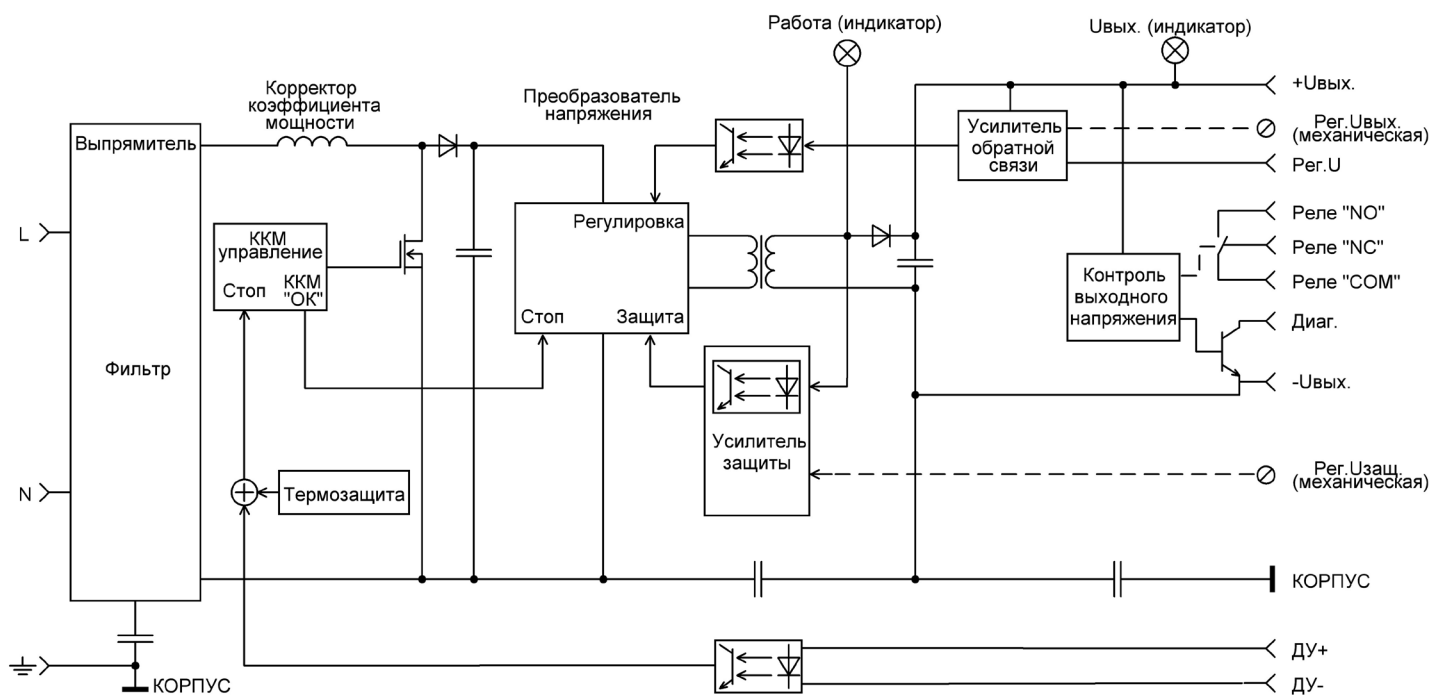 Работа (индикатор)
Uвых. (индикатор)
Корректор
коэффициента
мощности
Преобразователь
напряжения
+Uвых.
Выпрямитель
Усилитель
обратной
связи
Рег.Uвых.
(механическая)
Рег.U
L
ККМ
управление
Стоп
ККМ
"ОК"
Регулировка
Стоп
Защита
Реле "NO"
Реле "NC"
Реле "COM"
Контроль
выходного
напряжения
Диаг.
-Uвых.
Фильтр
Усилитель
защиты
N
Термозащита
Рег.Uзащ.
(механическая)
КОРПУС
ДУ+
ДУ-
КОРПУС